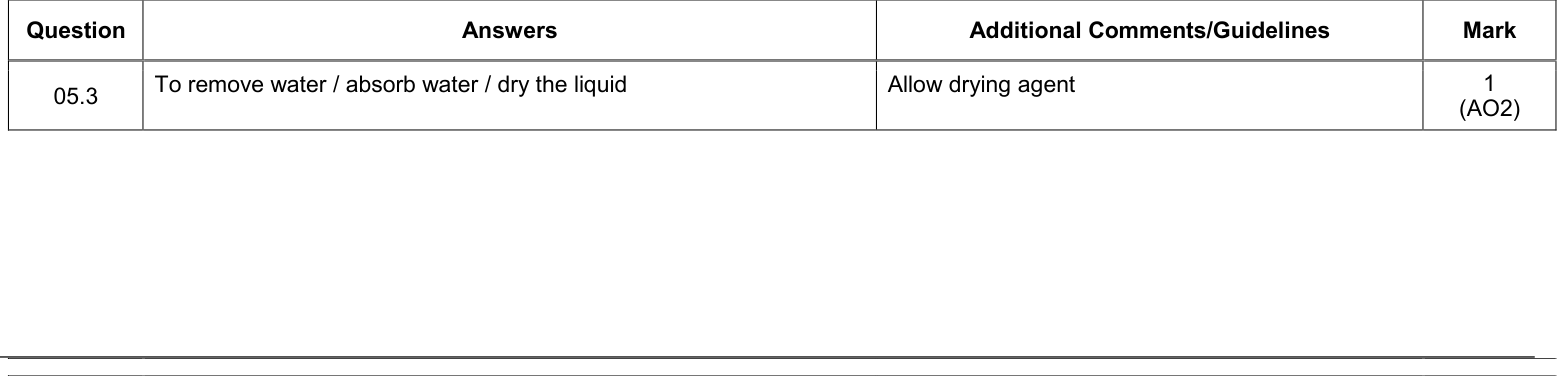 Question Answers Additional Comments/Guidelines Mark
05.3 To remove water / absorb water / dry the liquid Allow drying agent 1
(AO2)